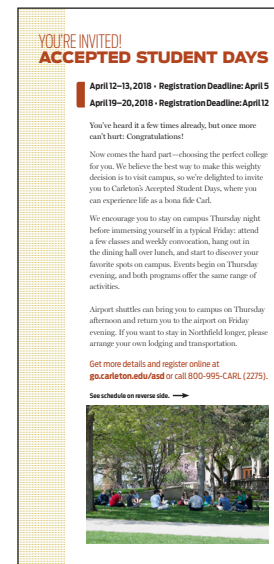 YOU'RE INVITED!
ACCEPTED STUDENT DAYS
April 12–13, 2018 • Registration Deadline: April 5
April 19–20, 2018 • Registration Deadline: April 12
You've heard it a few times already, but once more
can't hurt: Congratulations!
Now comes the hard part—choosing the perfect college
for you. We believe the best way to make this weighty
decision is to visit campus, so we're delighted to invite
you to Carleton's Accepted Student Days, where you
can experience life as a bona fide Carl.
We encourage you to stay on campus Thursday night
before immersing yourself in a typical Friday: attend
a few classes and weekly convocation, hang out in
the dining hall over lunch, and start to discover your
favorite spots on campus. Events begin on Thursday
evening, and both programs offer the same range of
activities.
Airport shuttles can bring you to campus on Thursday
afternoon and return you to the airport on Friday
evening. If you want to stay in Northfield longer, please
arrange your own lodging and transportation.
Get more details and register online at
go.carleton.edu/asd or call 800-995-CARL (2275).
See schedule on reverse side.